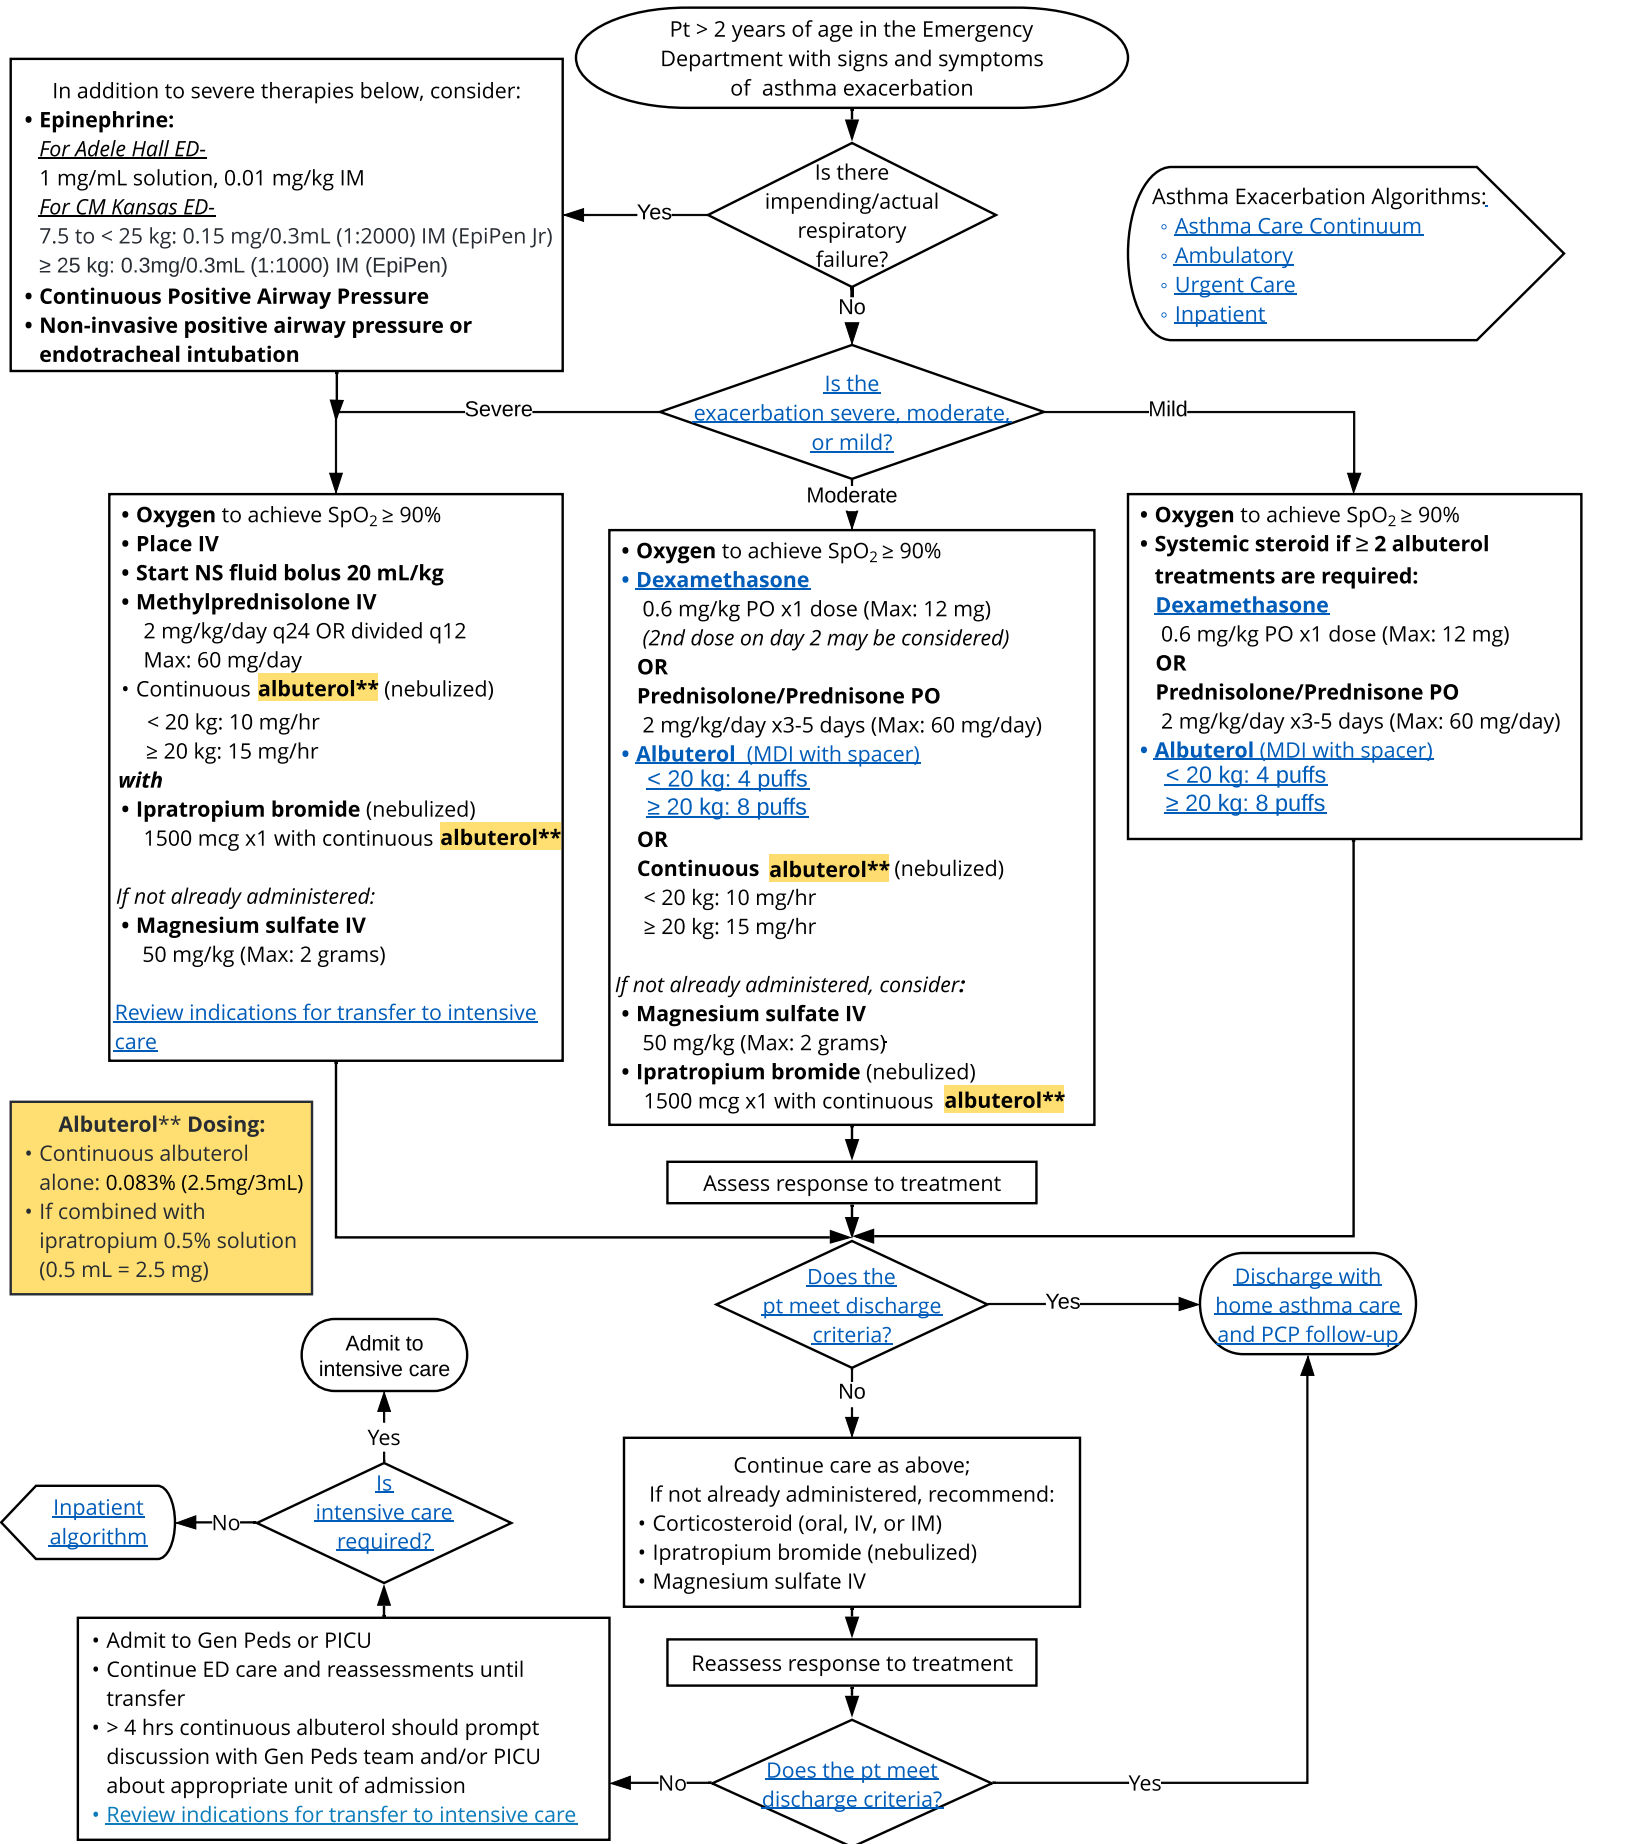 Pt > 2 years of age in the Emergency
Department with signs and symptoms
of  asthma exacerbation
In addition to severe therapies below, consider:
• Epinephrine:
For Adele Hall ED-
1 mg/mL solution, 0.01 mg/kg IM
For CM Kansas ED-
7.5 to < 25 kg: 0.15 mg/0.3mL (1:2000) IM (EpiPen Jr)
≥ 25 kg: 0.3mg/0.3mL (1:1000) IM (EpiPen)
• Continuous Positive Airway Pressure
• Non-invasive positive airway pressure or
endotracheal intubation
Yes
Is there
impending/actual
respiratory
failure?
No
Asthma Exacerbation Algorithms:
◦ Asthma Care Continuum
◦ Ambulatory
◦ Urgent Care
◦ Inpatient
Severe
Is the
exacerbation severe, moderate,
or mild?
Mild
Moderate
• Oxygen to achieve SpO2 ≥ 90%
• Place IV
• Start NS fluid bolus 20 mL/kg
• Methylprednisolone IV
2 mg/kg/day q24 OR divided q12
Max: 60 mg/day
• Continuous albuterol** (nebulized)
< 20 kg: 10 mg/hr
≥ 20 kg: 15 mg/hr
with
• Ipratropium bromide (nebulized)
1500 mcg x1 with continuous albuterol**
If not already administered:
• Magnesium sulfate IV
50 mg/kg (Max: 2 grams)
Review indications for transfer to intensive
care
• Oxygen to achieve SpO2 ≥ 90%
• Dexamethasone
0.6 mg/kg PO x1 dose (Max: 12 mg)
(2nd dose on day 2 may be considered)
OR
Prednisolone/Prednisone PO
2 mg/kg/day x3-5 days (Max: 60 mg/day)
• Albuterol  (MDI with spacer)
< 20 kg: 4 puffs
≥ 20 kg: 8 puffs
OR
Continuous albuterol** (nebulized)
< 20 kg: 10 mg/hr
≥ 20 kg: 15 mg/hr
If not already administered, consider:
• Magnesium sulfate IV
50 mg/kg (Max: 2 grams)
• Ipratropium bromide (nebulized)
1500 mcg x1 with continuous albuterol**
• Oxygen to achieve SpO2 ≥ 90%
• Systemic steroid if ≥ 2 albuterol
treatments are required:
Dexamethasone
0.6 mg/kg PO x1 dose (Max: 12 mg)
OR
Prednisolone/Prednisone PO
2 mg/kg/day x3-5 days (Max: 60 mg/day)
• Albuterol (MDI with spacer)
< 20 kg: 4 puffs
≥ 20 kg: 8 puffs
Albuterol** Dosing:
• Continuous albuterol
alone: 0.083% (2.5mg/3mL)
• If combined with
ipratropium 0.5% solution
(0.5 mL = 2.5 mg)
Assess response to treatment
Does the
pt meet discharge
criteria?
Yes
Discharge with
home asthma care
and PCP follow-up
No
Continue care as above;
If not already administered, recommend:
• Corticosteroid (oral, IV, or IM)
• Ipratropium bromide (nebulized)
• Magnesium sulfate IV
Reassess response to treatment
Does the pt meet
discharge criteria?
Yes
No
• Admit to Gen Peds or PICU
• Continue ED care and reassessments until
transfer
• > 4 hrs continuous albuterol should prompt
discussion with Gen Peds team and/or PICU
about appropriate unit of admission
• Review indications for transfer to intensive care
Is
intensive care
required?
Yes
Admit to
intensive care
No
Inpatient
algorithm